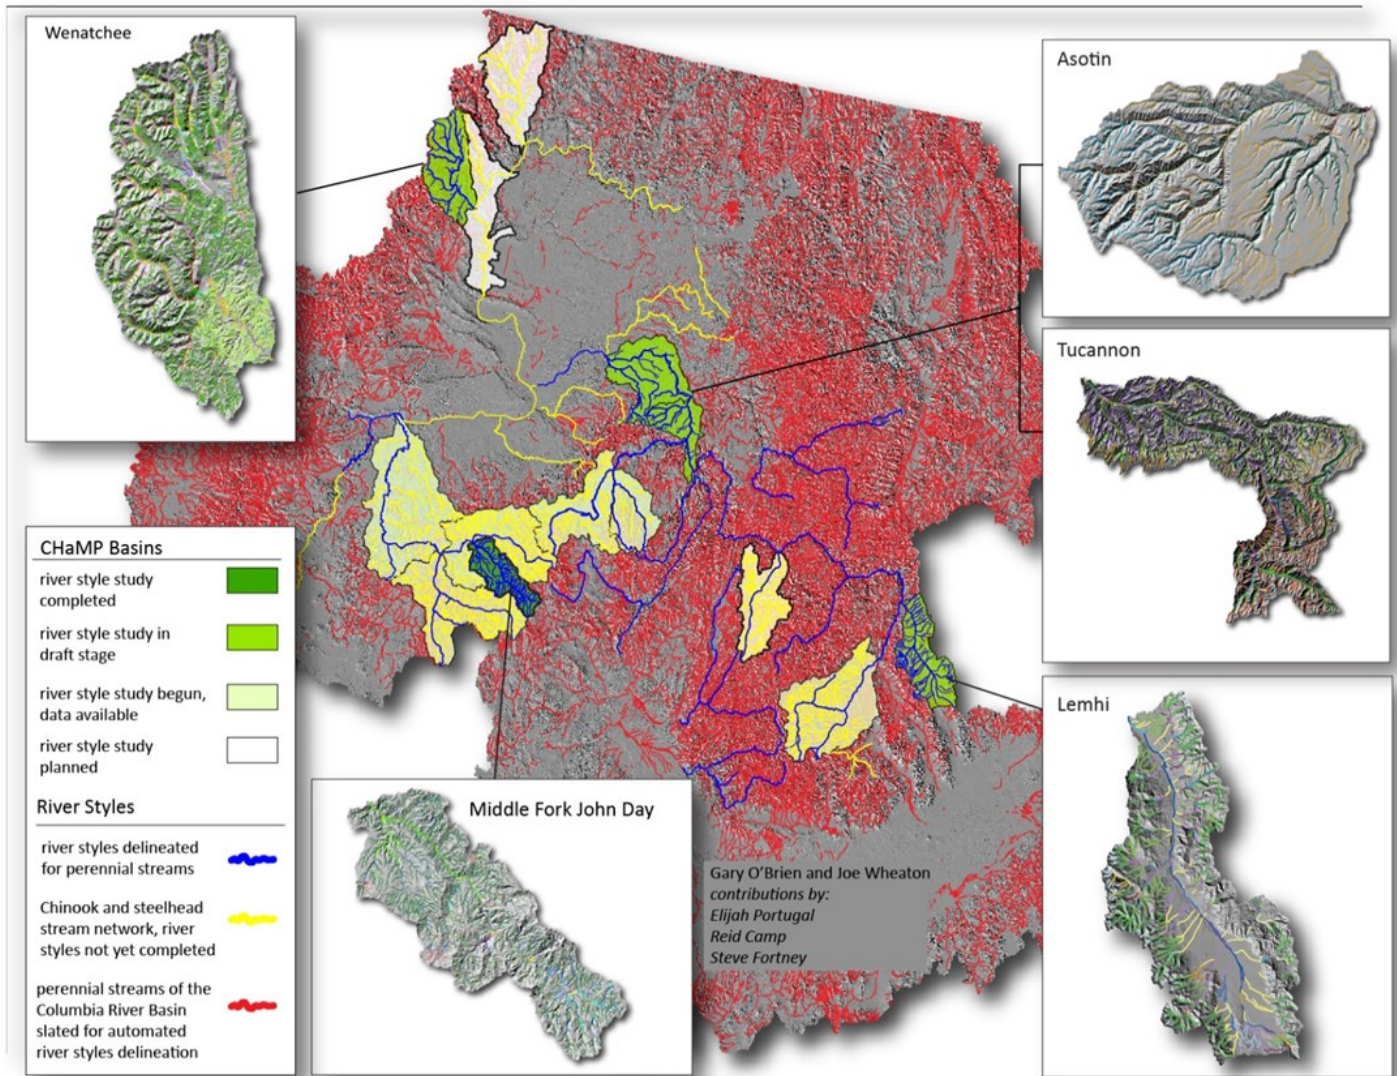 Wenatchee
Asotin
Tucannon
CHaMP Basins
river style study
completed
river style study in
draft stage
river style study begun,
data available
river style study
planned
River Styles
river styles delineated
for perennial streams
Chinook and steelhead
stream network, river
styles not yet completed
perennial streams of the
Columbia River Basin
slated for automated
river styles delineation
Middle Fork John Day
Gary O'Brien and Joe Wheaton
contributions by:
Elijah Portugal
Reid Camp
Steve Fortney
Lemhi